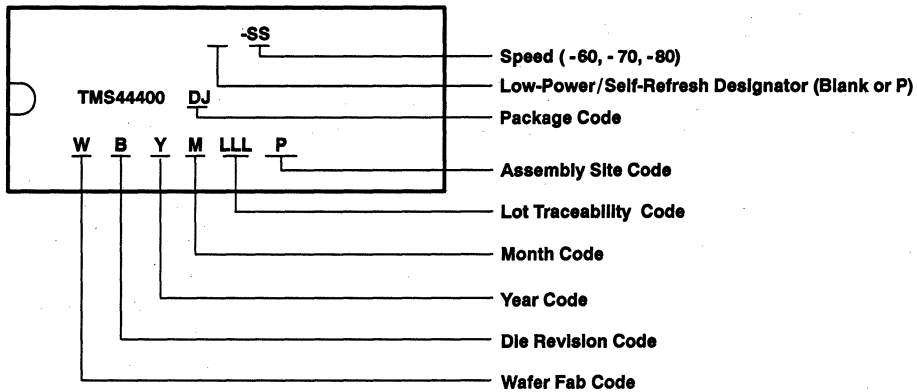 -SS
Speed ( -60, - 70, -80)
Low-Power/Self-Refresh Designator (Blank or P)
TMS44400 DJ
Package Code
W B Y M LLL P
Assembly Site Code
Lot Traceability Code
Month Code
Year Code
Die Revision Code
Wafer Fab Code